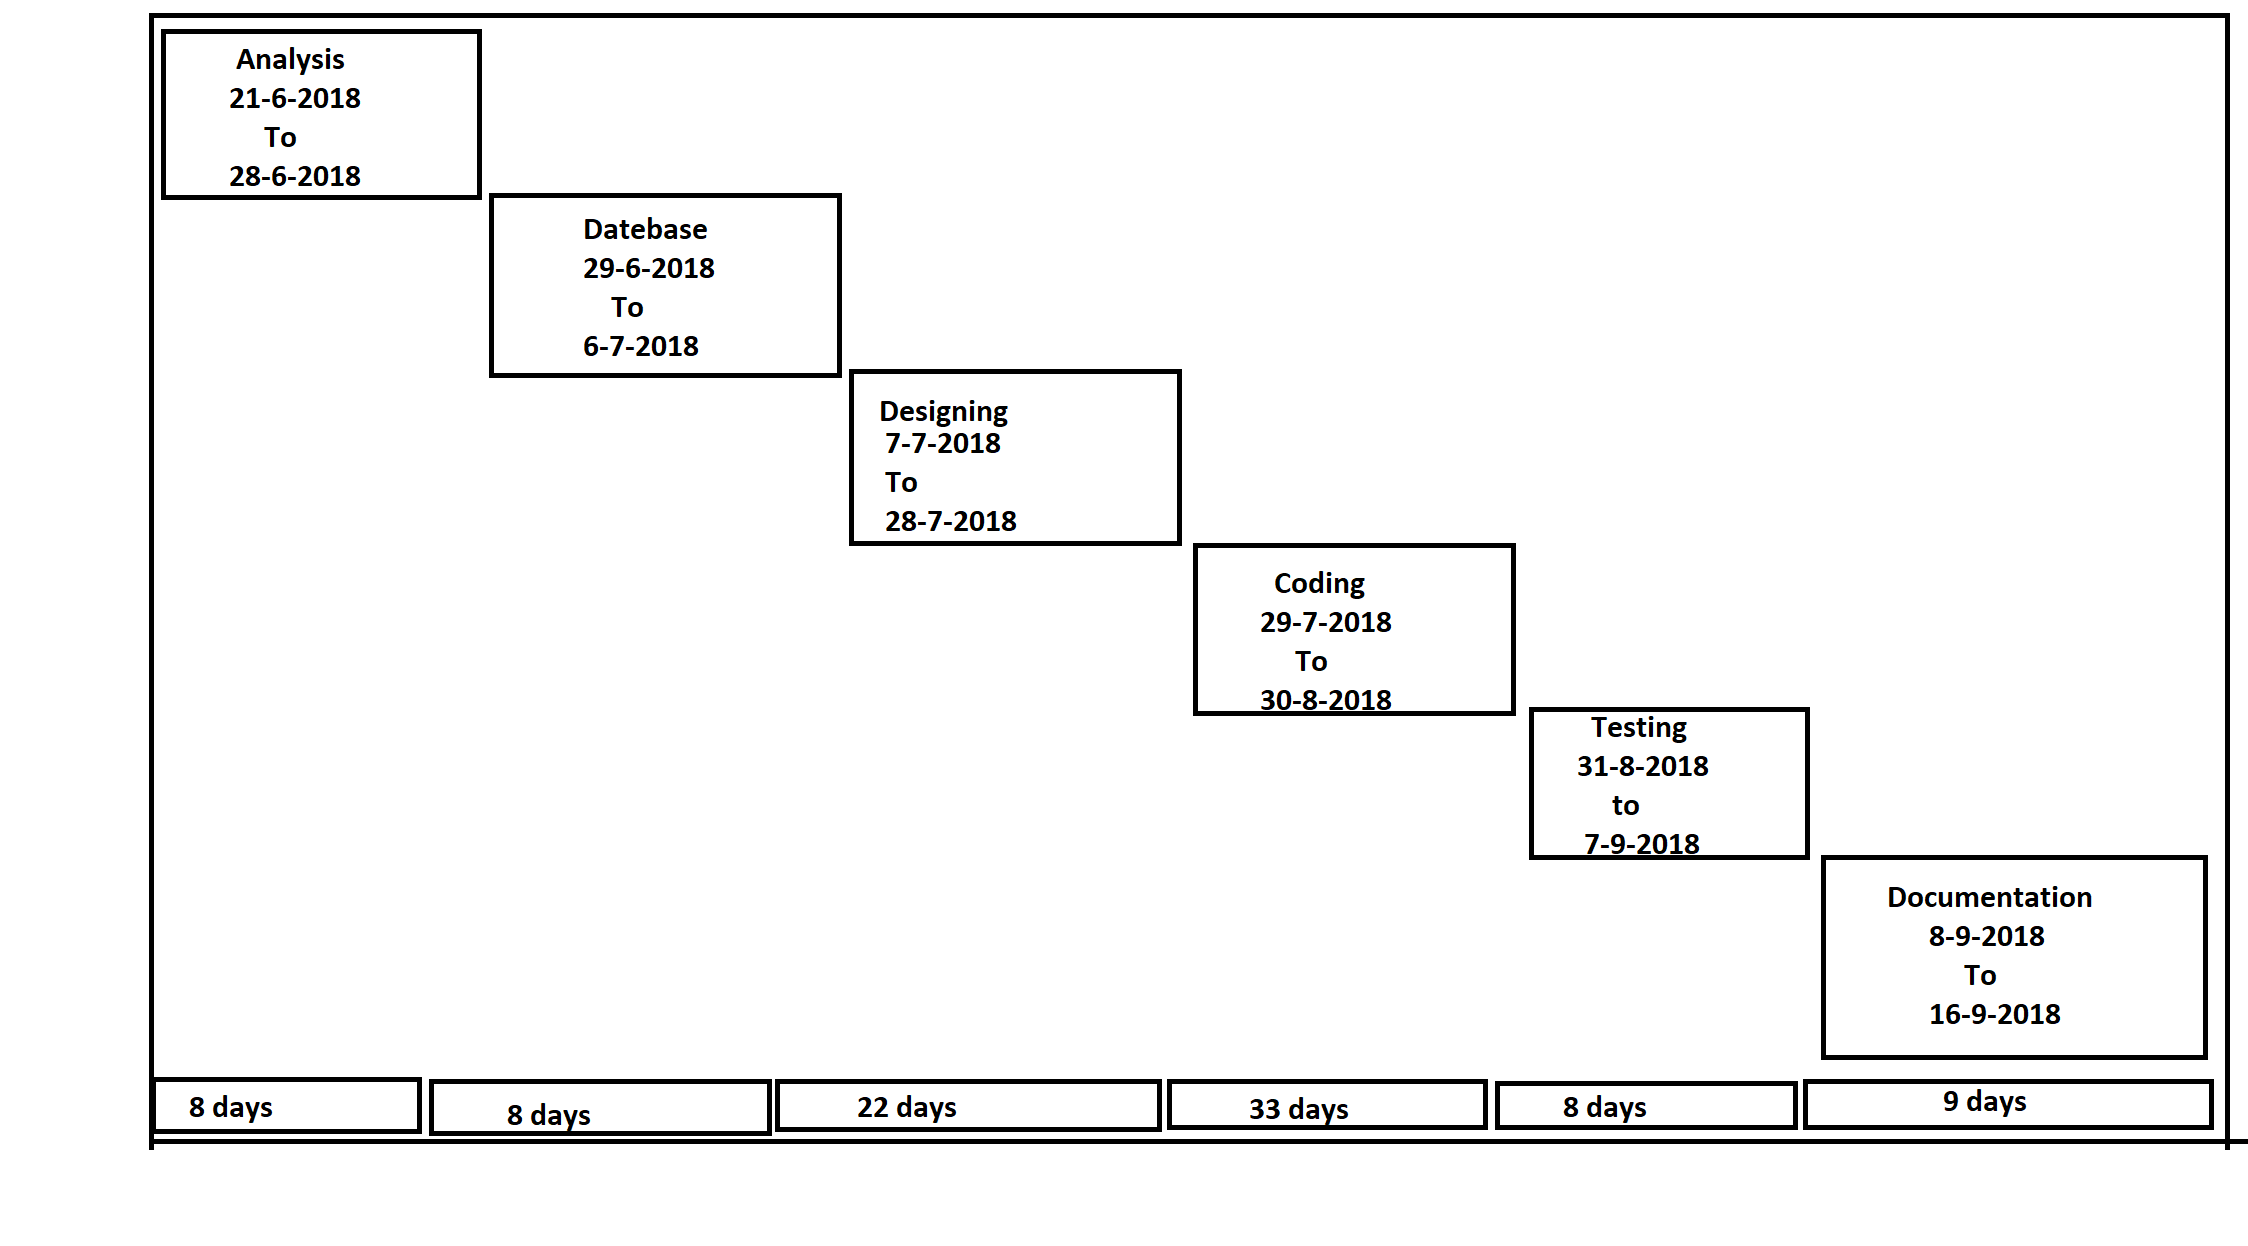 Analysis
21-6-2018
To
28-6-2018
Datebase
29-6-2018
To
6-7-2018
Designing
7-7-2018
To
28-7-2018
Coding
29-7-2018
To
30-8-2018
Testing
31-8-2018
to
7-9-2018
Documentation
8-9-2018
To
16-9-2018
8 days
8 days
22 days
33 days
8 days
9 days